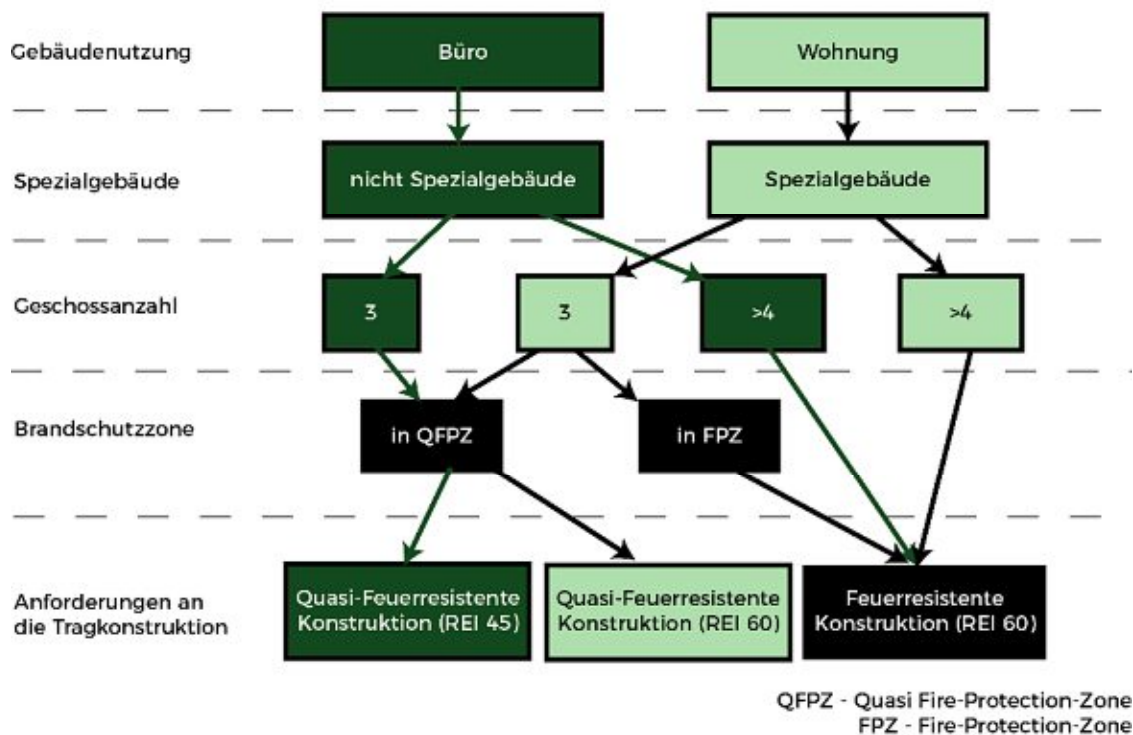 Gebäudenutzung
Büro
Wohnung
Spezialgebäude
nicht Spezialgebäude
Spezialgebäude
Geschossanzahl
3
3
>4
>4
Brandschutzzone
in QFPZ
in FPZ
Anforderungen an
die Tragkonstruktion
Quasi-Feuerresistente
Konstruktion (REI 45)
Quasi-Feuerresistente
Konstruktion (REI 60)
Feuerresistente
Konstruktion (REI 60)
QFPZ - Quasi Fire-Protection-Zone
FPZ - Fire-Protection-Zone